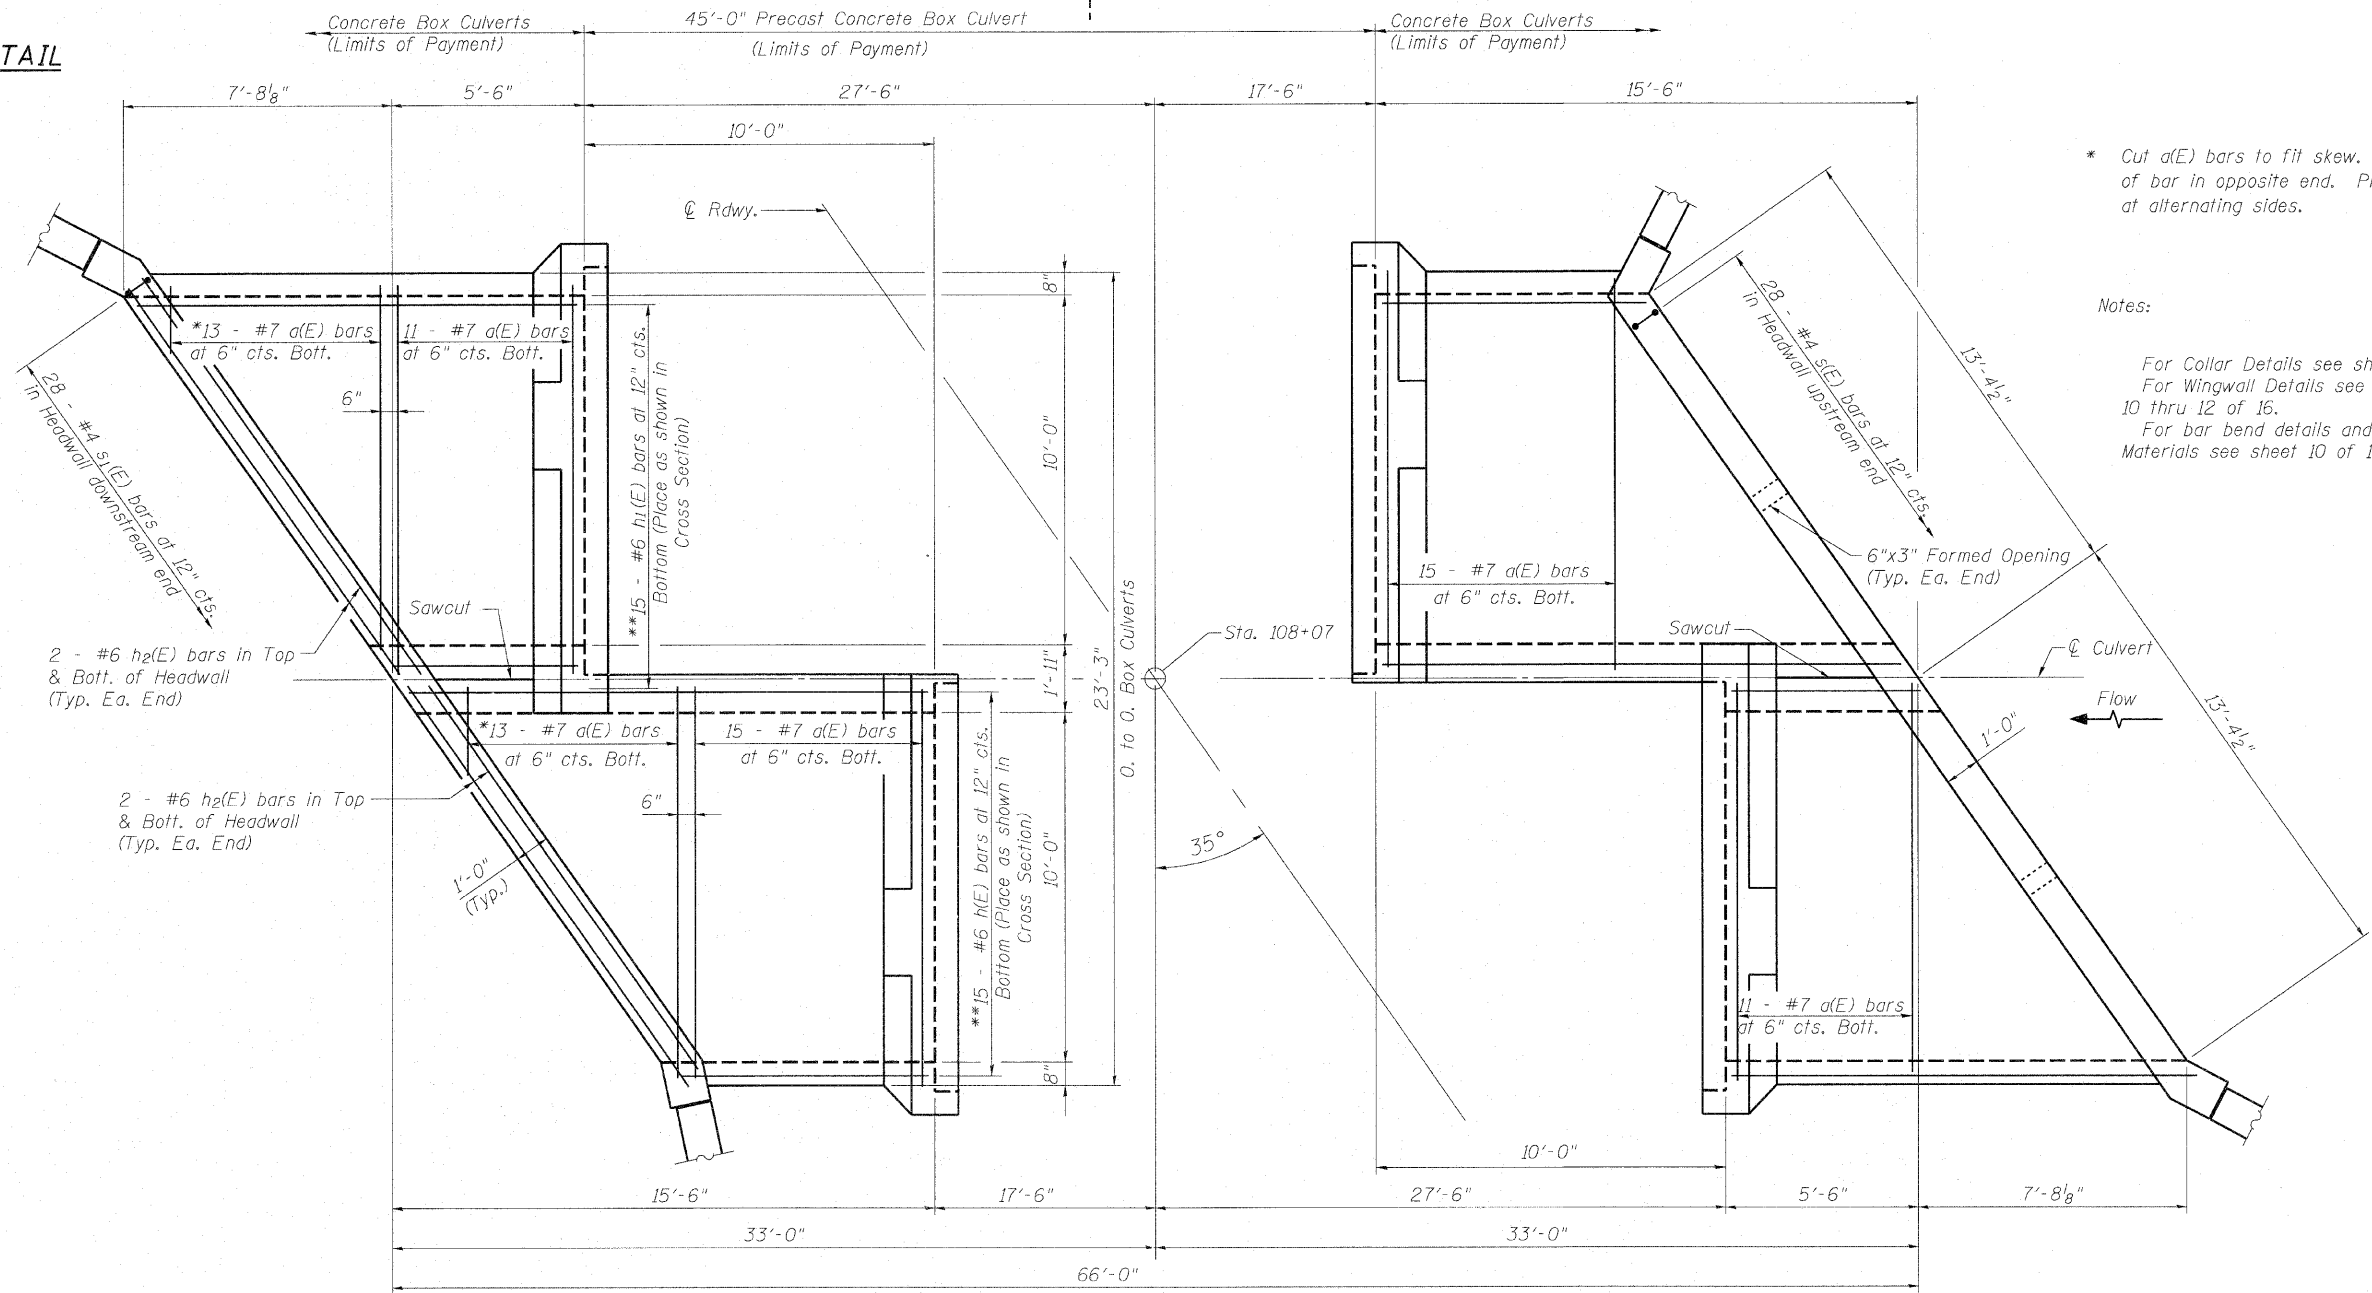 TAIL
Concrete Box Culverts
(Limits of Payment)
45'-0" Precast Concrete Box Culvert
(Limits of Payment)
Concrete Box Culverts
(Limits of Payment)
7'-8⅛"
5'-6"
27'-6"
17'-6"
15'-6"
10'-0"
℄ Rdwy.
* Cut a(E) bars to fit skew.
of bar in opposite end.
at alternating sides.
Notes:
For Collar Details see
For Wingwall Details see
10 thru 12 of 16.
For bar bend details and
Materials see sheet 10 of
*13 - #7 a(E) bars
at 6" cts. Bott.
11 - #7 a(E) bars
at 6" cts. Bott.
6"
28 - #4 s1(E) bars at 12" cts.
in Headwall downstream end
**15 - #6 h1(E) bars at 12" cts.
Bottom (Place as shown in
Cross Section)
8"
10'-0"
1'-11"
23'-3"
O. to O. Box Culverts
10'-0"
8"
28 - #4 s(E) bars at 12" cts.
in Headwall upstream end
13'-4½"
13'-4½"
6"x3" Formed Opening
(Typ. Ea. End)
15 - #7 a(E) bars
at 6" cts. Bott.
Sawcut
Sawcut
Sta. 108+07
℄ Culvert
Flow
1'-0"
2 - #6 h2(E) bars in Top
& Bott. of Headwall
(Typ. Ea. End)
*13 - #7 a(E) bars
at 6" cts. Bott.
15 - #7 a(E) bars
at 6" cts. Bott.
2 - #6 h2(E) bars in Top
& Bott. of Headwall
(Typ. Ea. End)
6"
1'-0"
(Typ.)
**15 - #6 h(E) bars at 12" cts.
Bottom (Place as shown in
Cross Section)
35°
11 - #7 a(E) bars
at 6" cts. Bott.
10'-0"
15'-6"
17'-6"
27'-6"
5'-6"
7'-8⅛"
33'-0"
33'-0"
66'-0"